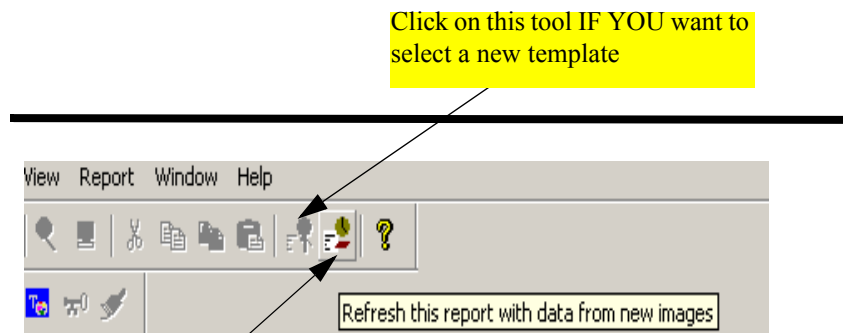 Click on this tool IF YOU want to
select a new template
View Report Window Help
Refresh this report with data from new images